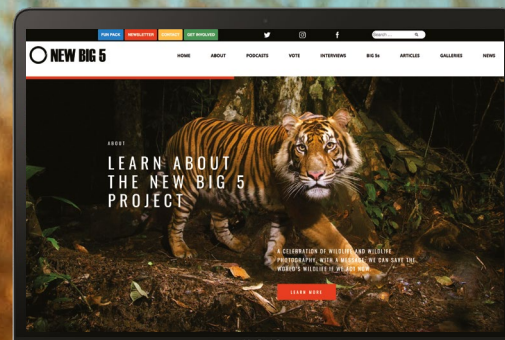 FUN PACK NEWSLETTER CONTACT GET INVOLVED Search ...
NEW BIG 5
HOME ABOUT PODCASTS VOTE INTERVIEWS BIG 5s ARTICLES GALLERIES NEWS
ABOUT
LEARN ABOUT
THE NEW BIG 5
PROJECT
A CELEBRATION OF WILDLIFE AND WILDLIFE
PHOTOGRAPHY, WITH A MESSAGE: WE CAN SAVE THE
WORLD'S WILDLIFE IF WE ACT NOW
LEARN MORE